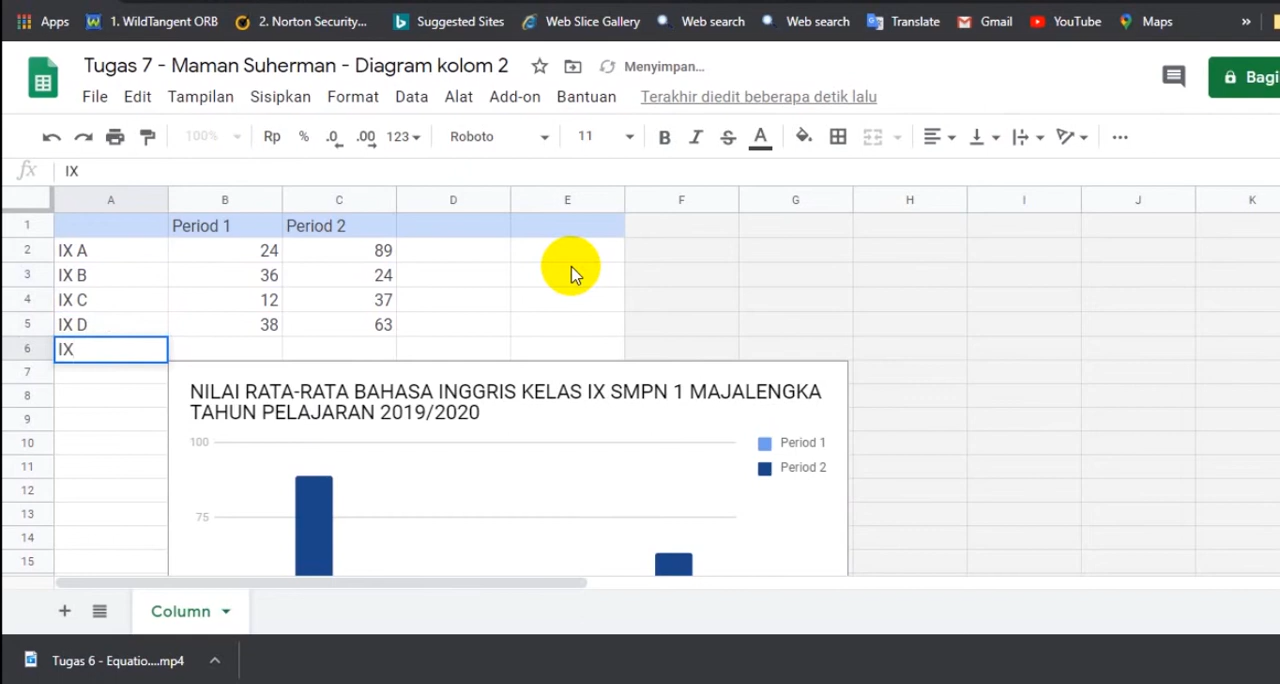 Apps 1. WildTangent ORB 2. Norton Security... Suggested Sites Web Slice Gallery Web search Web search Translate Gmail YouTube Maps »
Tugas 7 - Maman Suherman - Diagram kolom 2 Menyimpan...
File Edit Tampilan Sisipkan Format Data Alat Add-on Bantuan Terakhir diedit beberapa detik lalu
Bagi
100% Rp % .0 .00 123 Roboto 11 B I S A ...
fx IX
A B C D E F G H I J K
1 Period 1 Period 2
2 IX A 24 89
3 IX B 36 24
4 IX C 12 37
5 IX D 38 63
6 IX
7
8
9
10
11
12
13
14
15
NILAI RATA-RATA BAHASA INGGRIS KELAS IX SMPN 1 MAJALENGKA
TAHUN PELAJARAN 2019/2020
100
75
Period 1
Period 2
+ Column
Tugas 6 - Equatio....mp4